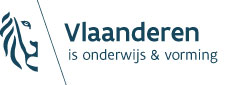 Vlaanderen
is onderwijs & vorming